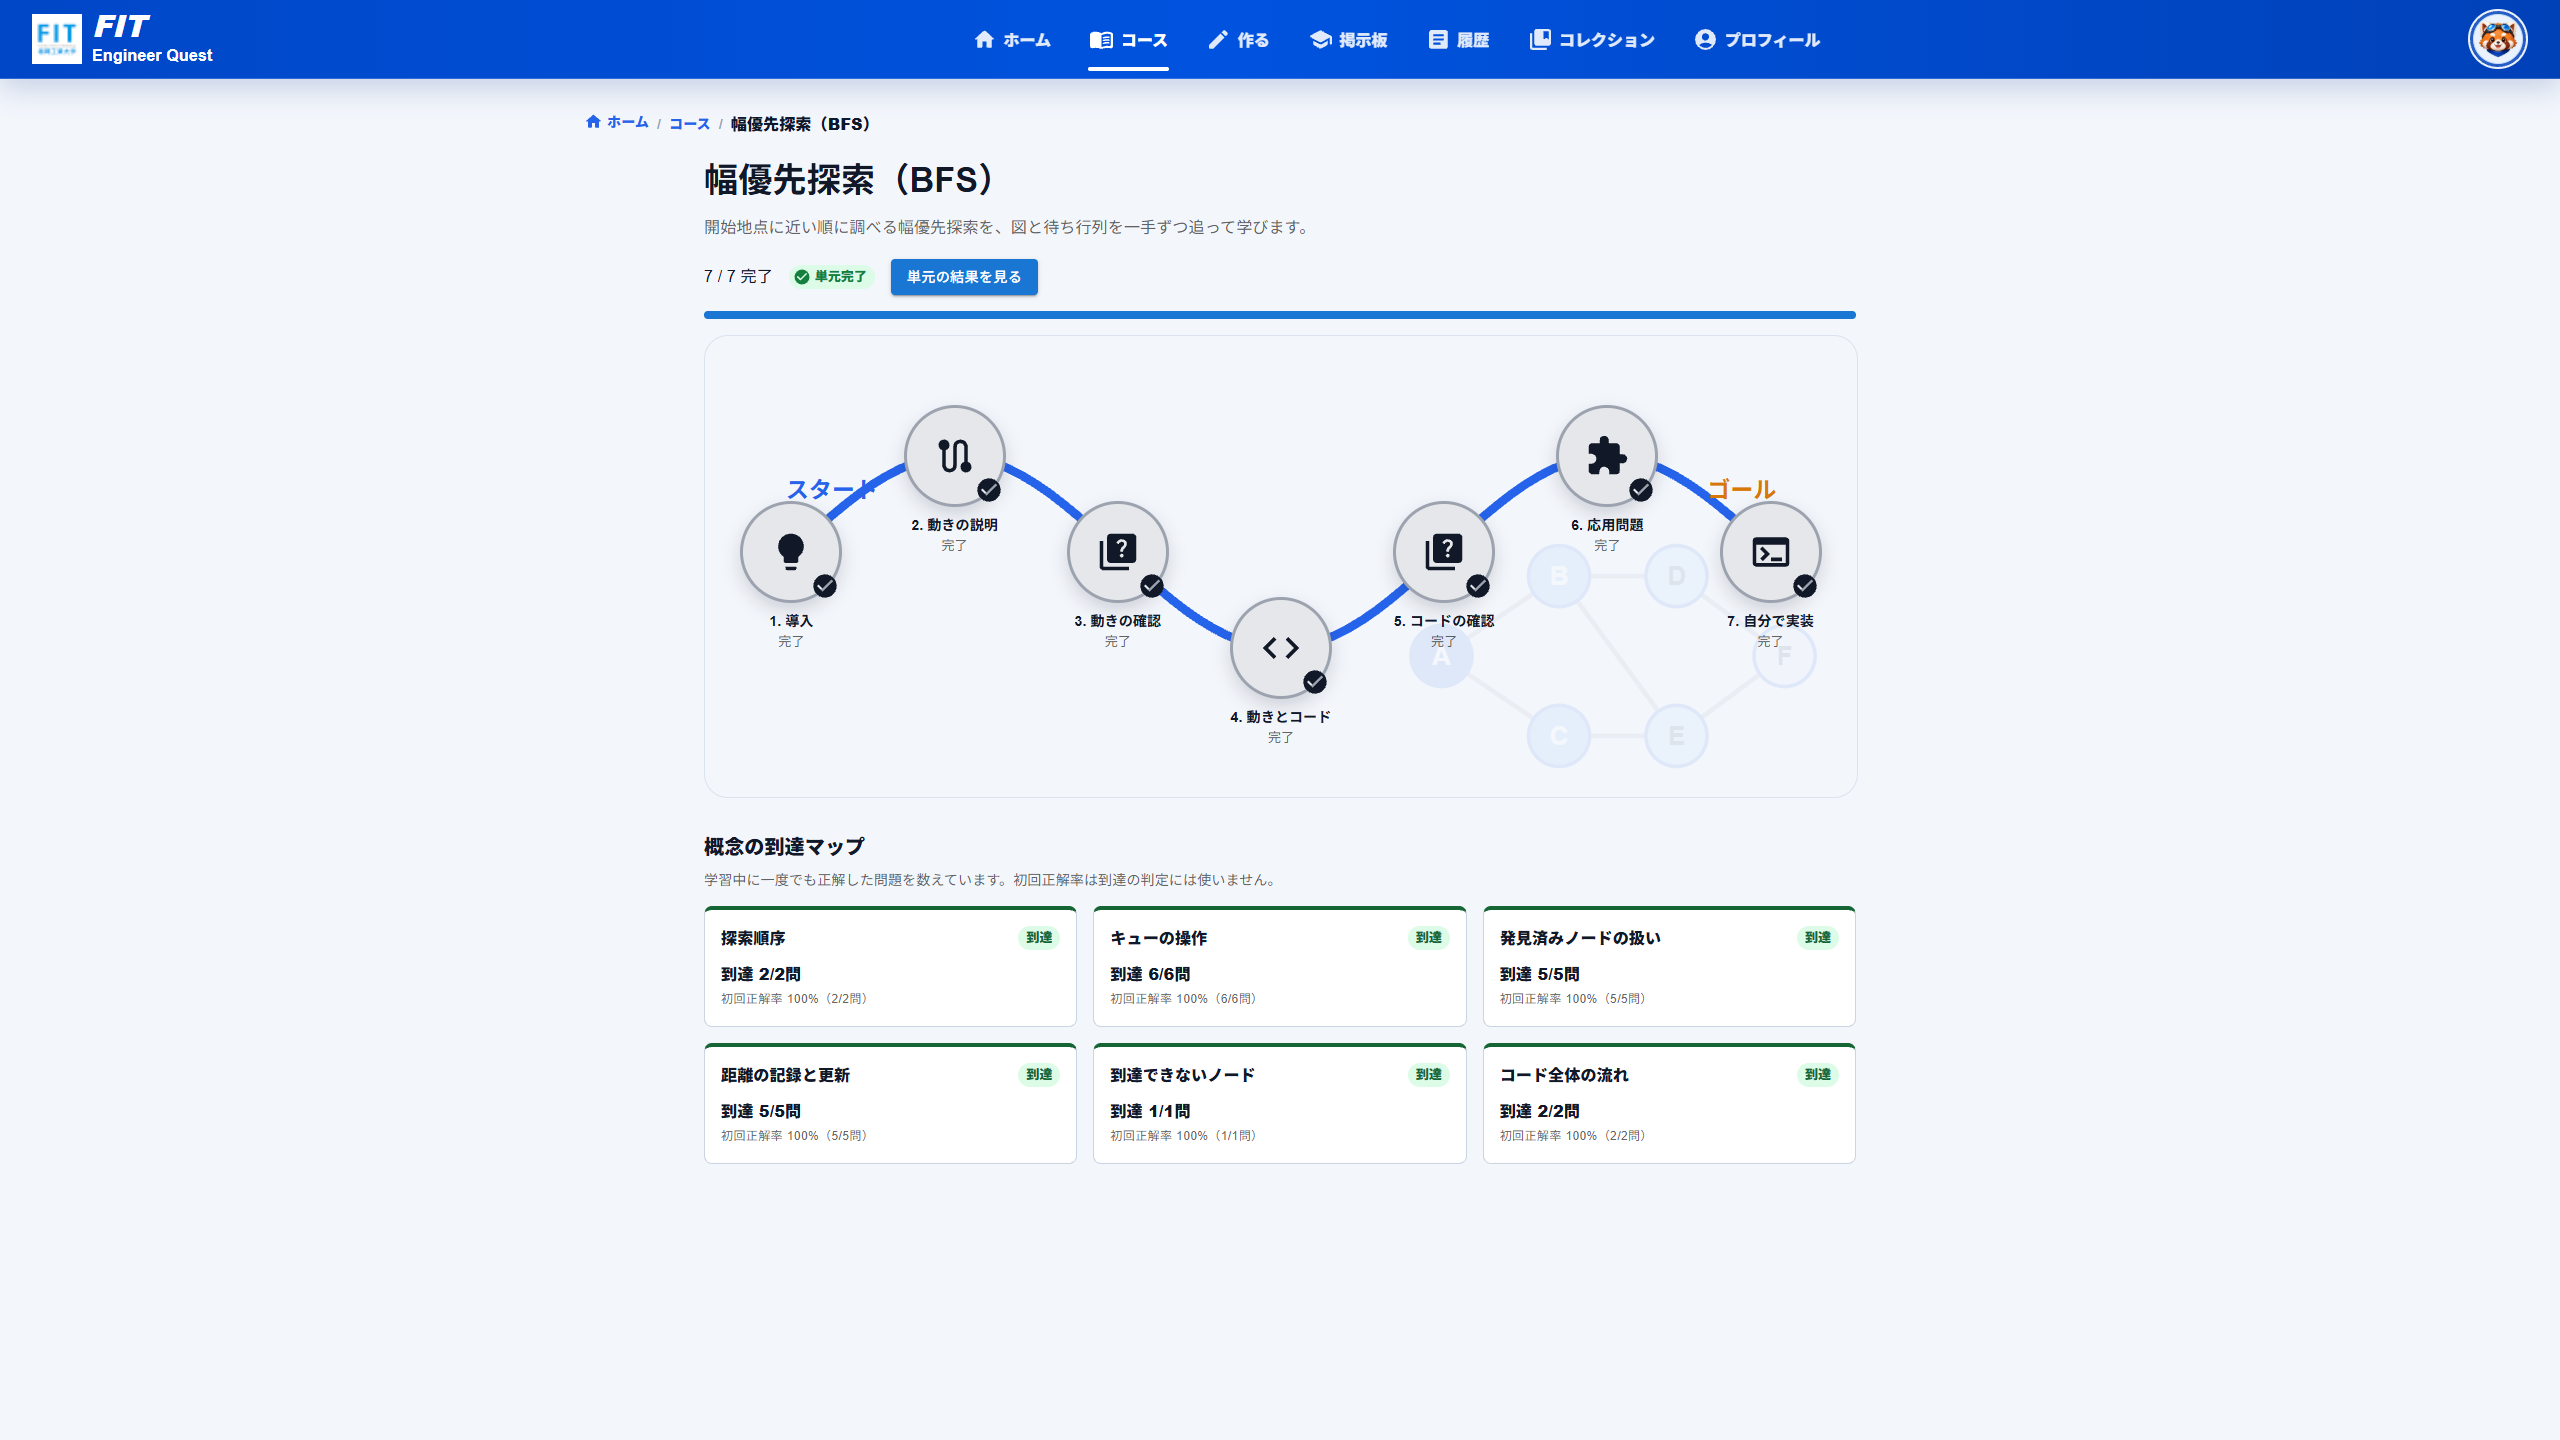 FIT
FIT
Engineer Quest
ホーム
コース
作る
掲示板
履歴
コレクション
プロフィール
ホーム / コース / 幅優先探索（BFS）
幅優先探索（BFS）
開始地点に近い順に調べる幅優先探索を、図と待ち行列を一手ずつ追って学びます。
7 / 7 完了
単元完了
単元の結果を見る
スタート
ゴール
1. 導入
完了
2. 動きの説明
完了
3. 動きの確認
完了
4. 動きとコード
完了
5. コードの確認
完了
6. 応用問題
完了
7. 自分で実装
完了
B
D
A
F
C
E
概念の到達マップ
学習中に一度でも正解した問題を数えています。初回正解率は到達の判定には使いません。
探索順序
到達
到達 2/2問
初回正解率 100%（2/2問）
キューの操作
到達
到達 6/6問
初回正解率 100%（6/6問）
発見済みノードの扱い
到達
到達 5/5問
初回正解率 100%（5/5問）
距離の記録と更新
到達
到達 5/5問
初回正解率 100%（5/5問）
到達できないノード
到達
到達 1/1問
初回正解率 100%（1/1問）
コード全体の流れ
到達
到達 2/2問
初回正解率 100%（2/2問）